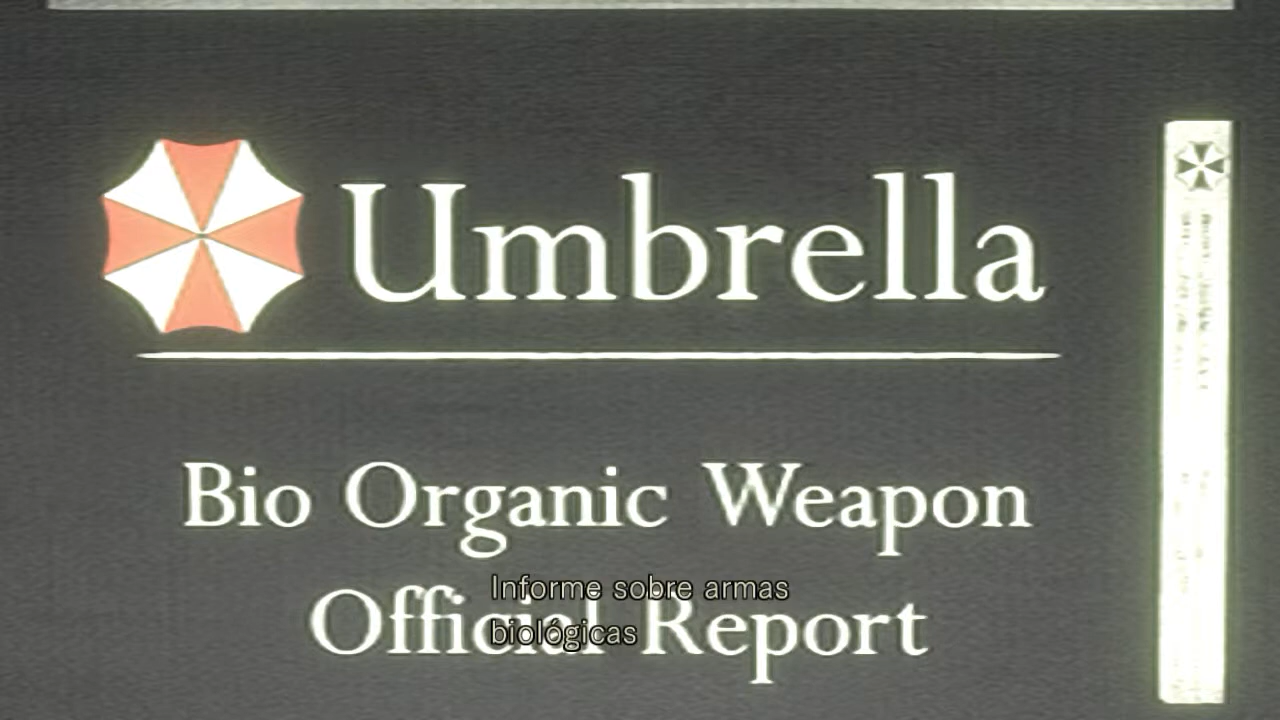 Umbrella
Bio Organic Weapon
Official Report
Informe sobre armas
biológicas